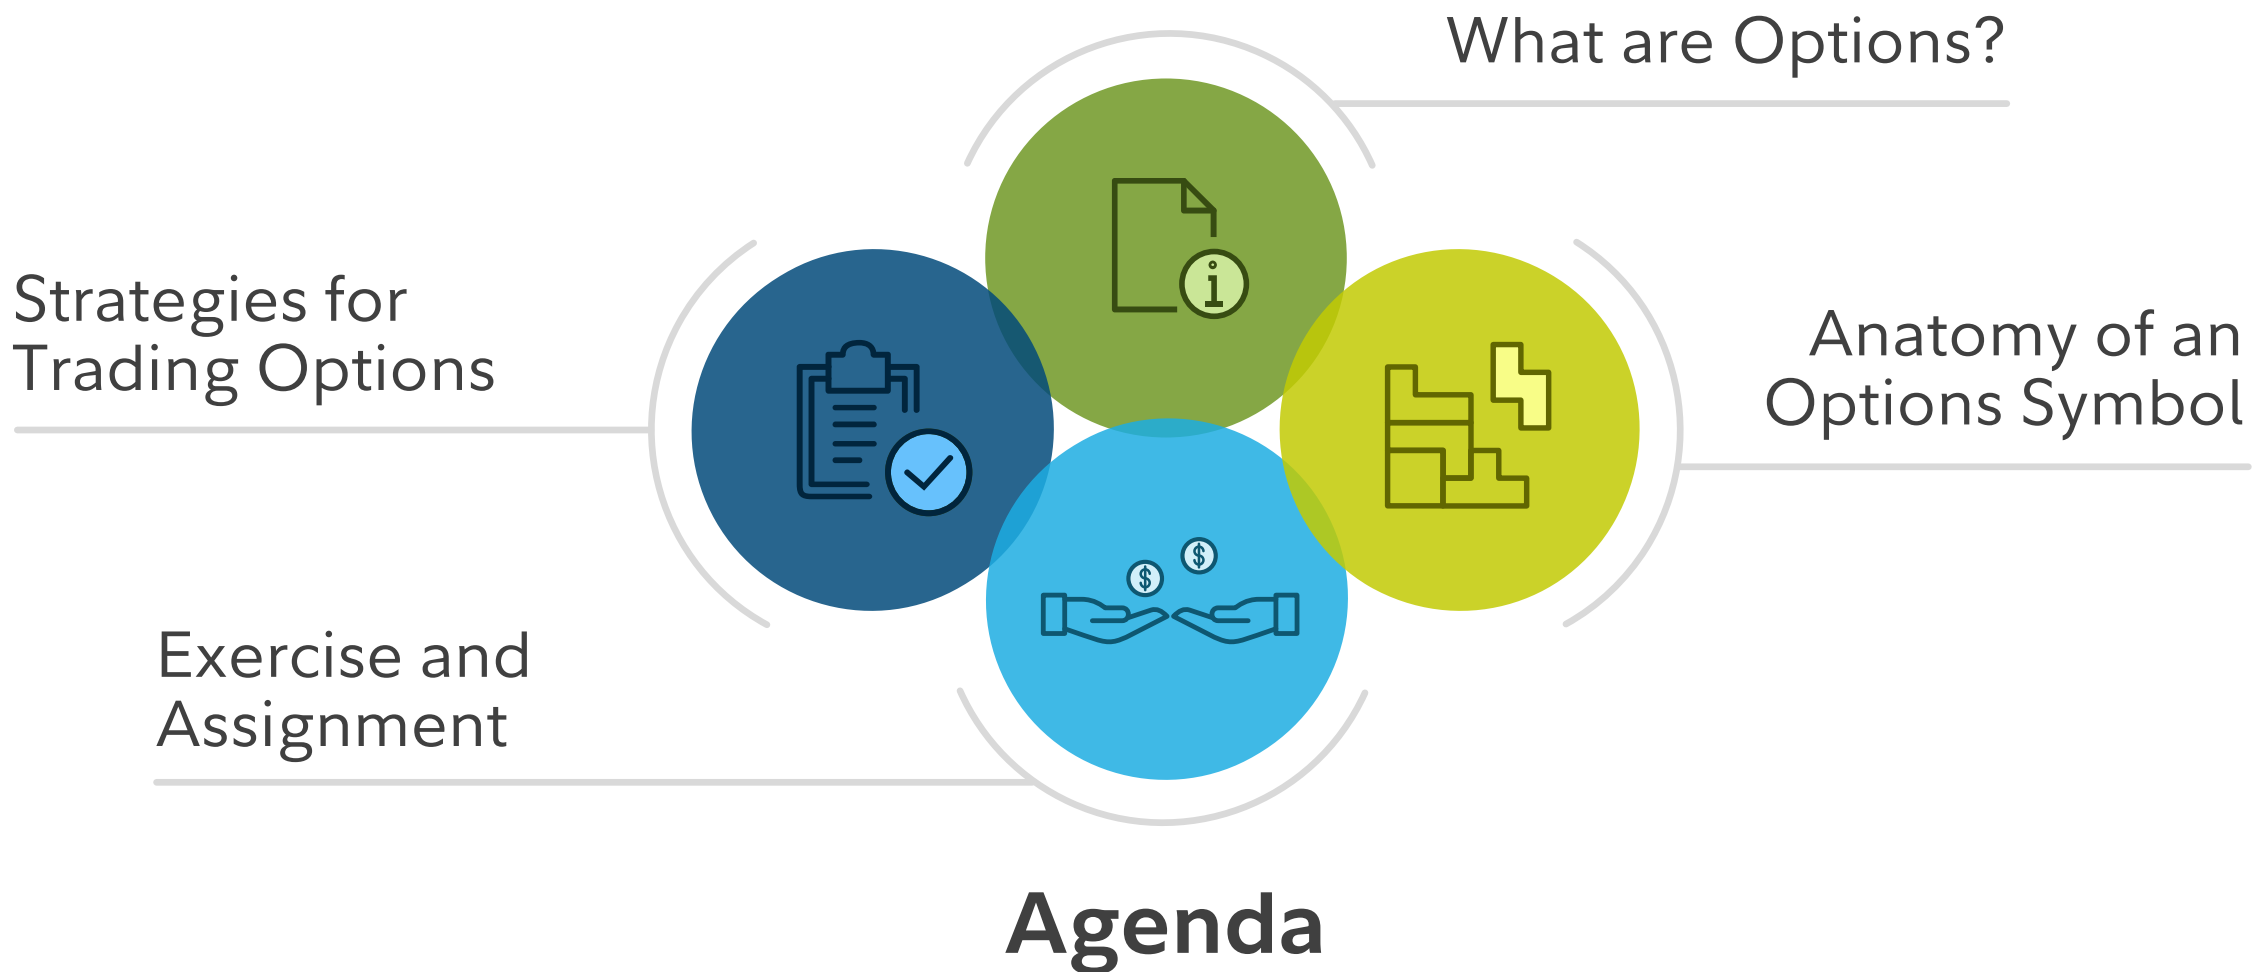 What are Options?
Strategies for
Trading Options
Anatomy of an
Options Symbol
i
$
$
Exercise and
Assignment
Agenda